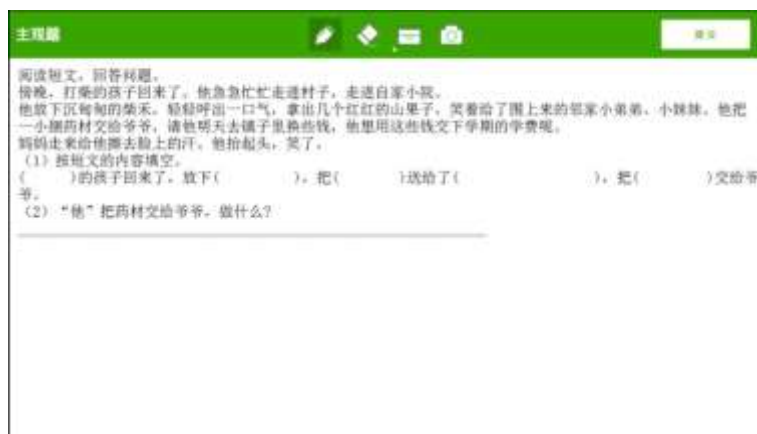 主观题
提交
阅读短文，回答问题。
傍晚，打柴的孩子回来了。他急急忙忙走进村子，走进自家小院。
他放下沉甸甸的柴禾，轻轻呼出一口气，拿出几个红红的山果子，笑着给了围上来的邻家小弟弟、小妹妹。他把
一小捆药材交给爷爷，请他明天去镇子里换些钱，他想用这些钱交下学期的学费呢。
妈妈走来给他擦去脸上的汗，他抬起头，笑了。
（1）按短文的内容填空。
（　　）的孩子回来了，放下（　　　　），把（　　　）送给了（　　　　　　　　），把（　　　）交给爷
爷。
（2）“他”把药材交给爷爷，做什么？